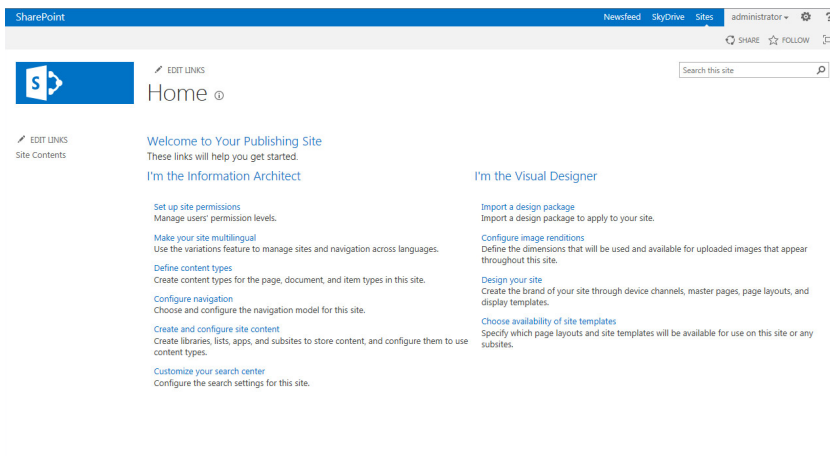 SharePoint
Newsfeed SkyDrive Sites administrator ?
SHARE FOLLOW
S
EDIT LINKS
Search this site
Home
EDIT LINKS
Site Contents
Welcome to Your Publishing Site
These links will help you get started.
I'm the Information Architect
Set up site permissions
Manage users' permission levels.
Make your site multilingual
Use the variations feature to manage sites and navigation across languages.
Define content types
Create content types for the page, document, and item types in this site.
Configure navigation
Choose and configure the navigation model for this site.
Create and configure site content
Create libraries, lists, apps, and subsites to store content, and configure them to use
content types.
Customize your search center
Configure the search settings for this site.
I'm the Visual Designer
Import a design package
Import a design package to apply to your site.
Configure image renditions
Define the dimensions that will be used and available for uploaded images that appear
throughout this site.
Design your site
Create the brand of your site through device channels, master pages, page layouts, and
display templates.
Choose availability of site templates
Specify which page layouts and site templates will be available for use on this site or any
subsites.